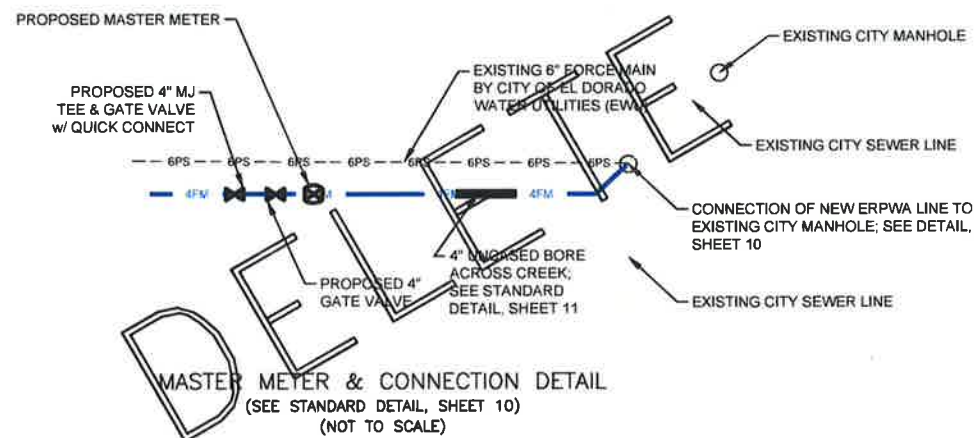 PROPOSED MASTER METER
EXISTING CITY MANHOLE
EXISTING 6" FORCE MAIN
BY CITY OF EL DORADO
WATER UTILITIES (EWU)
PROPOSED 4" MJ
TEE & GATE VALVE
w/ QUICK CONNECT
EXISTING CITY SEWER LINE
6PS 6PS 6PS 6PS 6PS 6PS 6PS 6PS
4FM 4FM
CONNECTION OF NEW ERPWA LINE TO
EXISTING CITY MANHOLE; SEE DETAIL,
SHEET 10
4" UNCASED BORE
ACROSS CREEK;
SEE STANDARD
DETAIL, SHEET 11
PROPOSED 4"
GATE VALVE
EXISTING CITY SEWER LINE
DELETE
MASTER METER & CONNECTION DETAIL
(SEE STANDARD DETAIL, SHEET 10)
(NOT TO SCALE)